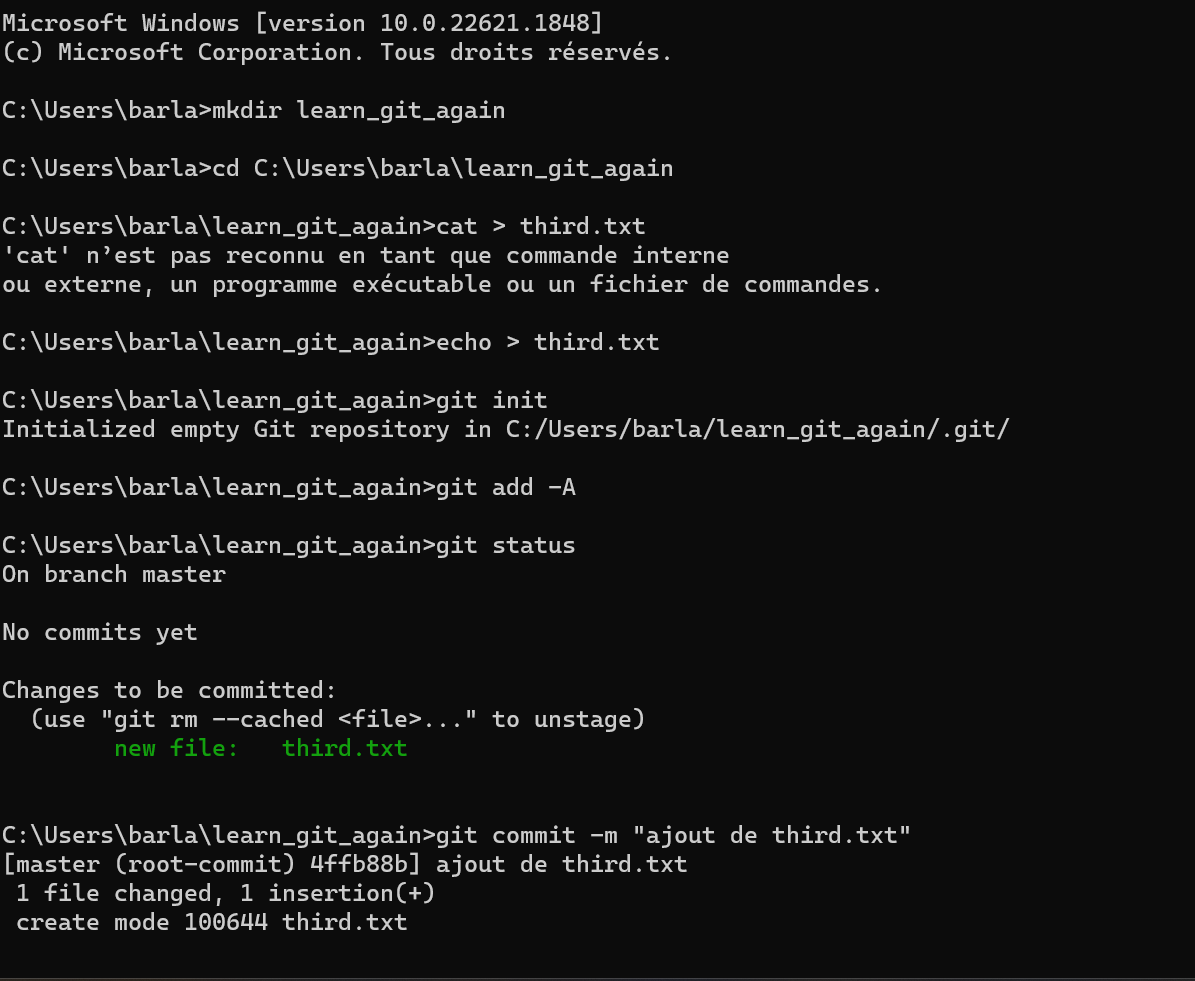 Microsoft Windows [version 10.0.22621.1848]
(c) Microsoft Corporation. Tous droits réservés.
C:\Users\barla>mkdir learn_git_again
C:\Users\barla>cd C:\Users\barla\learn_git_again
C:\Users\barla\learn_git_again>cat > third.txt
'cat' n’est pas reconnu en tant que commande interne
ou externe, un programme exécutable ou un fichier de commandes.
C:\Users\barla\learn_git_again>echo > third.txt
C:\Users\barla\learn_git_again>git init
Initialized empty Git repository in C:/Users/barla/learn_git_again/.git/
C:\Users\barla\learn_git_again>git add -A
C:\Users\barla\learn_git_again>git status
On branch master
No commits yet
Changes to be committed:
  (use "git rm --cached <file>..." to unstage)
        new file:   third.txt
C:\Users\barla\learn_git_again>git commit -m "ajout de third.txt"
[master (root-commit) 4ffb88b] ajout de third.txt
 1 file changed, 1 insertion(+)
 create mode 100644 third.txt